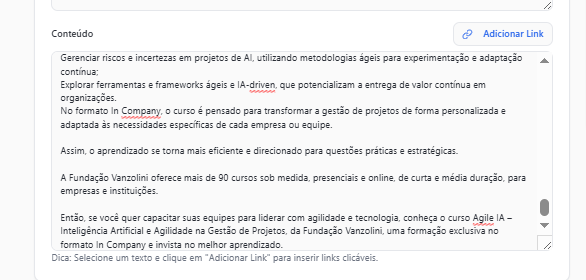 Conteúdo
Adicionar Link
Gerenciar riscos e incertezas em projetos de AI, utilizando metodologias ágeis para experimentação e adaptação
contínua;
Explorar ferramentas e frameworks ágeis e IA-driven, que potencializam a entrega de valor contínua em
organizações.
No formato In Company, o curso é pensado para transformar a gestão de projetos de forma personalizada e
adaptada às necessidades específicas de cada empresa ou equipe.
Assim, o aprendizado se torna mais eficiente e direcionado para questões práticas e estratégicas.
A Fundação Vanzolini oferece mais de 90 cursos sob medida, presenciais e online, de curta e média duração, para
empresas e instituições.
Então, se você quer capacitar suas equipes para liderar com agilidade e tecnologia, conheça o curso Agile IA –
Inteligência Artificial e Agilidade na Gestão de Projetos, da Fundação Vanzolini, uma formação exclusiva no
formato In Company e invista no melhor aprendizado.
Dica: Selecione um texto e clique em "Adicionar Link" para inserir links clicáveis.